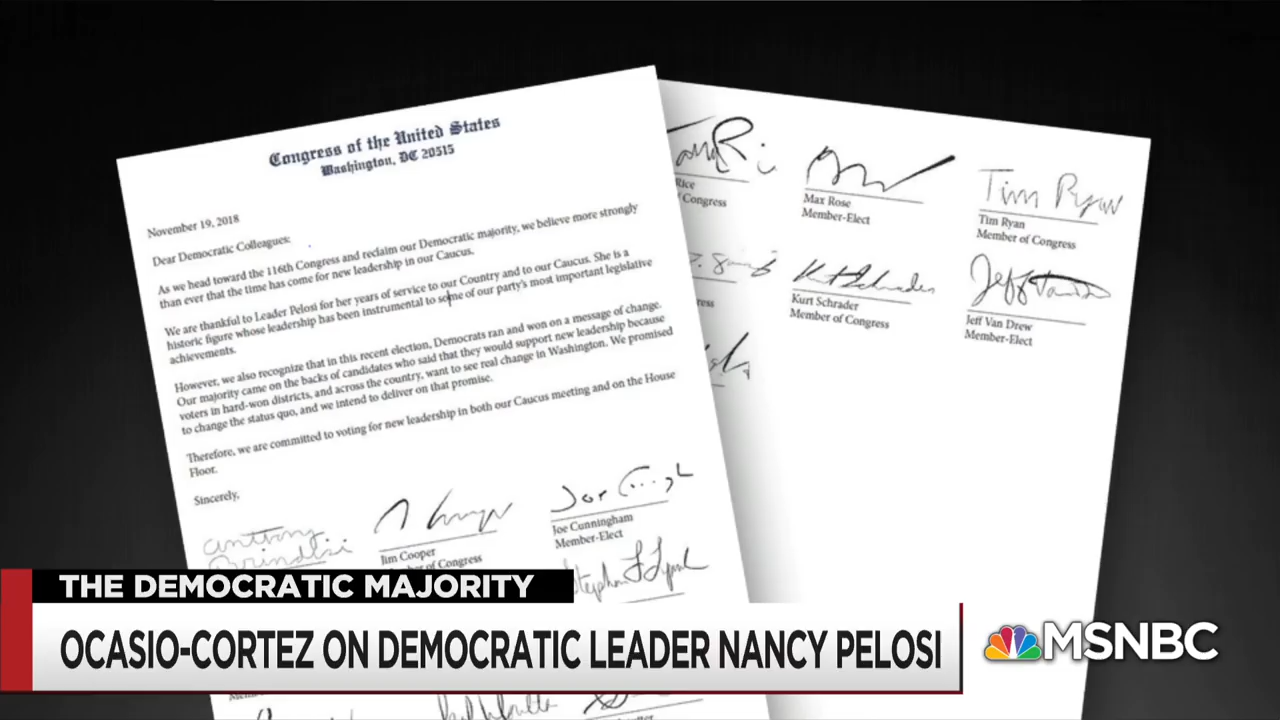 Congress of the United States
Washington, DC 20515
November 19, 2018
Dear Democratic Colleagues:
As we head toward the 116th Congress and reclaim our Democratic majority, we believe more strongly
than ever that the time has come for new leadership in our Caucus.
We are thankful to Leader Pelosi for her years of service to our Country and to our Caucus. She is a
historic figure whose leadership has been instrumental to some of our party's most important legislative
achievements.
However, we also recognize that in this recent election, Democrats ran and won on a message of change.
Our majority came on the backs of candidates who said that they would support new leadership because
voters in hard-won districts, and across the country, want to see real change in Washington. We promised
to change the status quo, and we intend to deliver on that promise.
Therefore, we are committed to voting for new leadership in both our Caucus meeting and on the House
Floor.
Sincerely,
Jim Cooper
of Congress
Joe Cunningham
Joe Cunningham
Member-Elect
Stephen F Lynch
Rice
Congress
Max Rose
Member-Elect
Tim Ryan
Tim Ryan
Member of Congress
Kurt Schrader
Kurt Schrader
Member of Congress
Jeff Van Drew
Member-Elect
THE DEMOCRATIC MAJORITY
OCASIO-CORTEZ ON DEMOCRATIC LEADER NANCY PELOSI
MSNBC